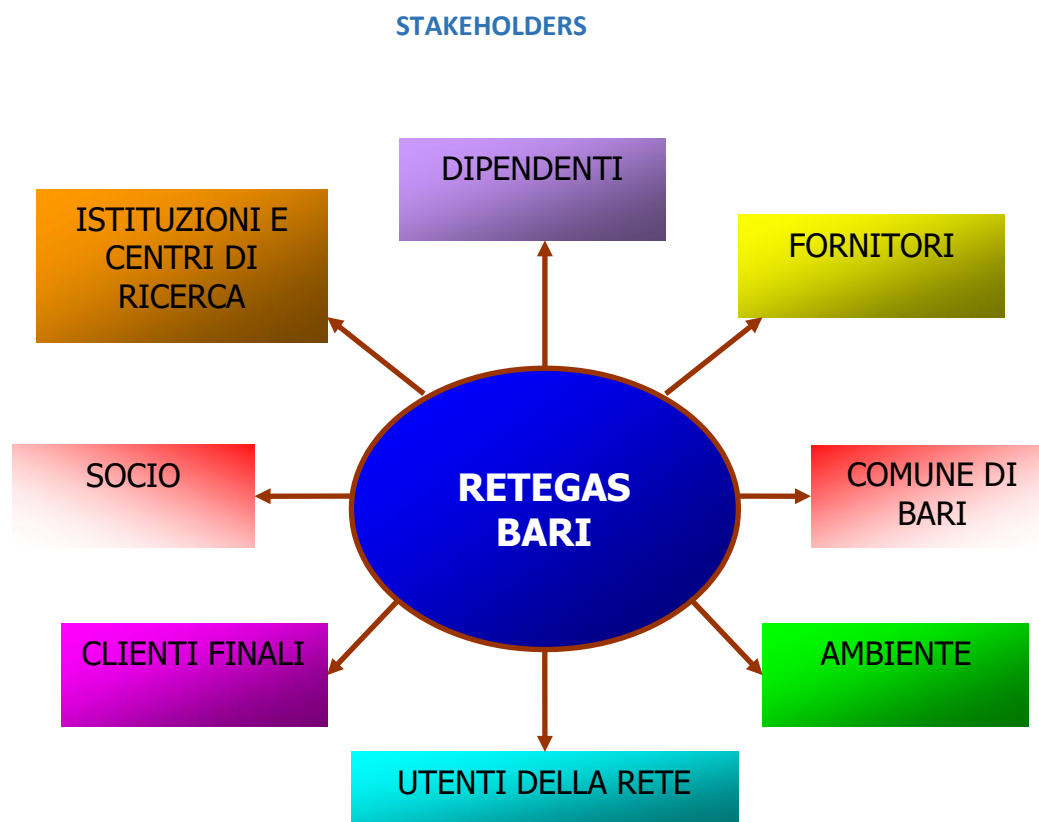 STAKEHOLDERS
DIPENDENTI
ISTITUZIONI E
CENTRI DI
RICERCA
FORNITORI
SOCIO
RETEGAS
BARI
COMUNE DI
BARI
CLIENTI FINALI
AMBIENTE
UTENTI DELLA RETE